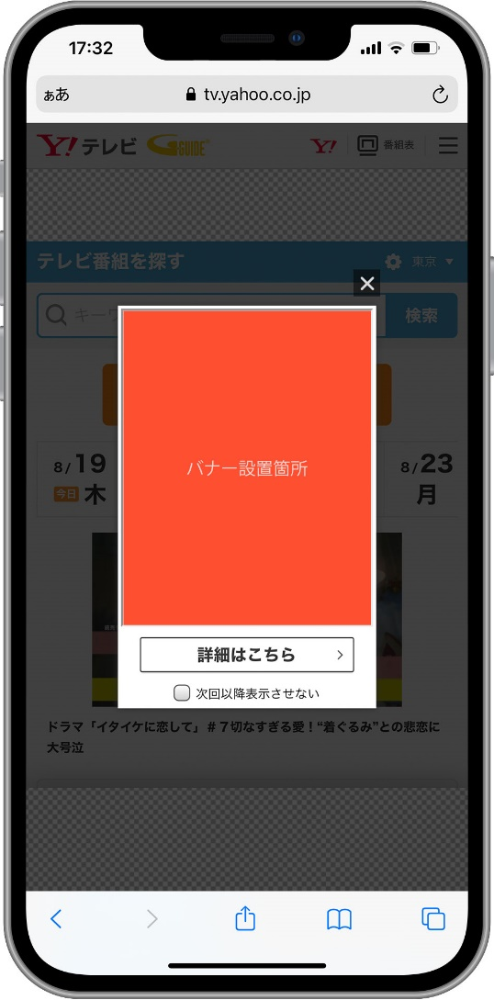 17:32
ぁあ
tv.yahoo.co.jp
Y!テレビ
G-GUIDE
Y!
番組表
テレビ番組を探す
東京
キーワ
検索
バナー設置箇所
8/19
今日 木
8/23
月
詳細はこちら
次回以降表示させない
ドラマ「イタイケに恋して」＃７切なすぎる愛！“着ぐるみ”との悲恋に
大号泣